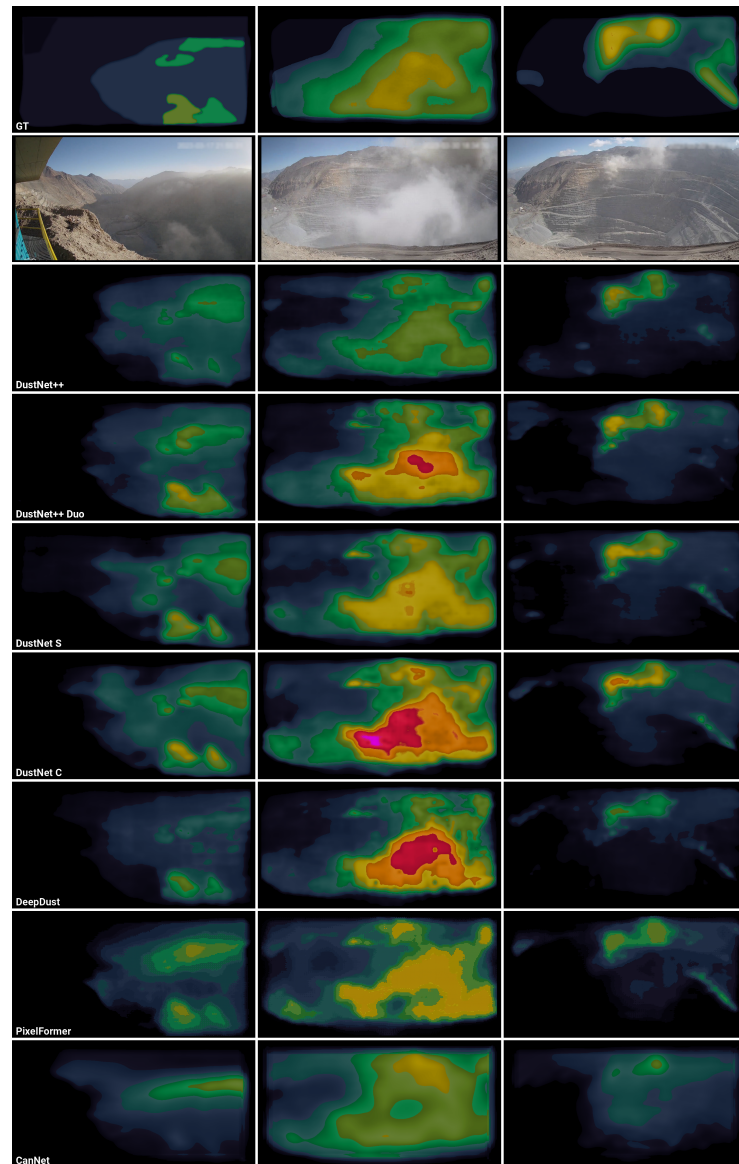 GT
DustNet++
DustNet++ Duo
DustNet S
DustNet C
DeepDust
PixelFormer
CanNet